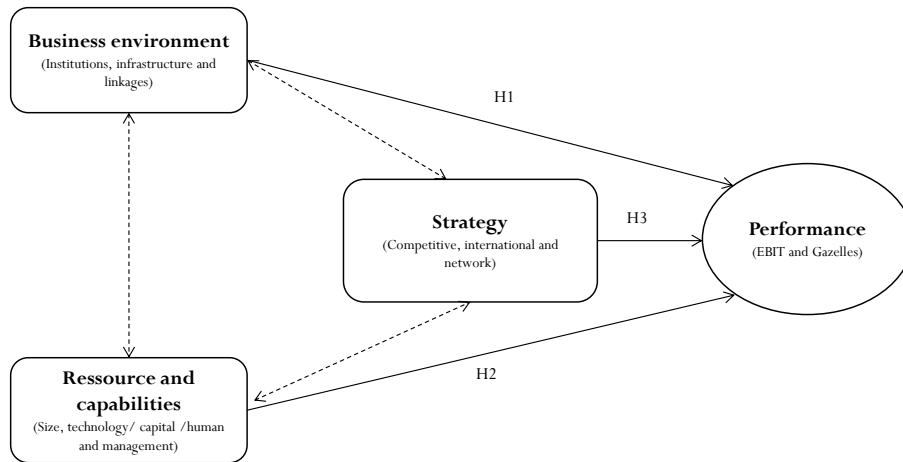 Business environment
(Institutions, infrastructure and
linkages)
H1
Strategy
(Competitive, international and
network)
H3
Performance
(EBIT and Gazelles)
Ressource and
capabilities
(Size, technology/ capital /human
and management)
H2